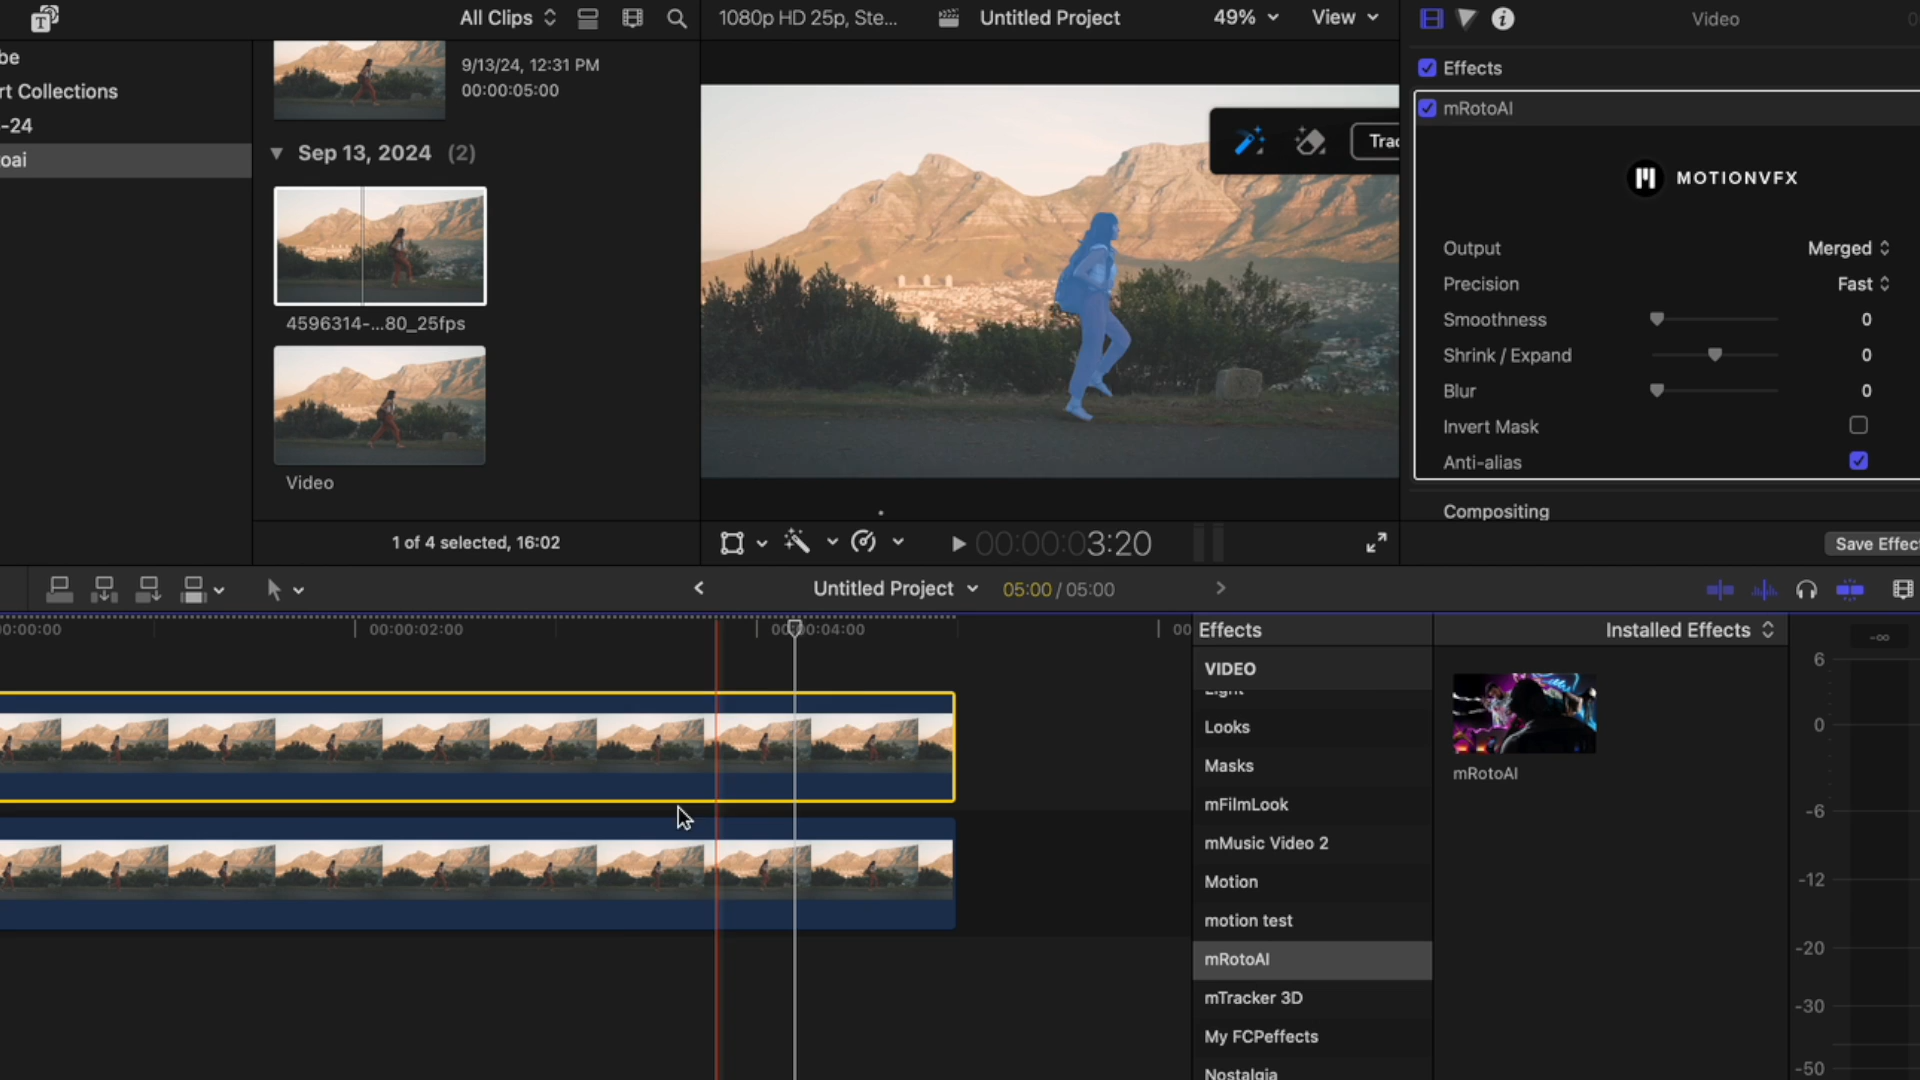 All Clips
1080p HD 25p, Ste...
Untitled Project
49%
View
Video
be
rt Collections
-24
oai
9/13/24, 12:31 PM
00:00:05:00
Sep 13, 2024 (2)
4596314-...80_25fps
Video
1 of 4 selected, 16:02
Trac
00:00:03:20
Effects
mRotoAI
MOTIONVFX
Output Merged
Precision Fast
Smoothness 0
Shrink / Expand 0
Blur 0
Invert Mask
Anti-alias
Compositing
Save Effec
Untitled Project
05:00 / 05:00
00:00:00
00:00:02:00
00:00:04:00
00
Effects
Installed Effects
VIDEO
Light
Looks
Masks
mFilmLook
mMusic Video 2
Motion
motion test
mRotoAI
mTracker 3D
My FCPeffects
Nostalgia
mRotoAI
-∞
6
0
-6
-12
-20
-30
-50